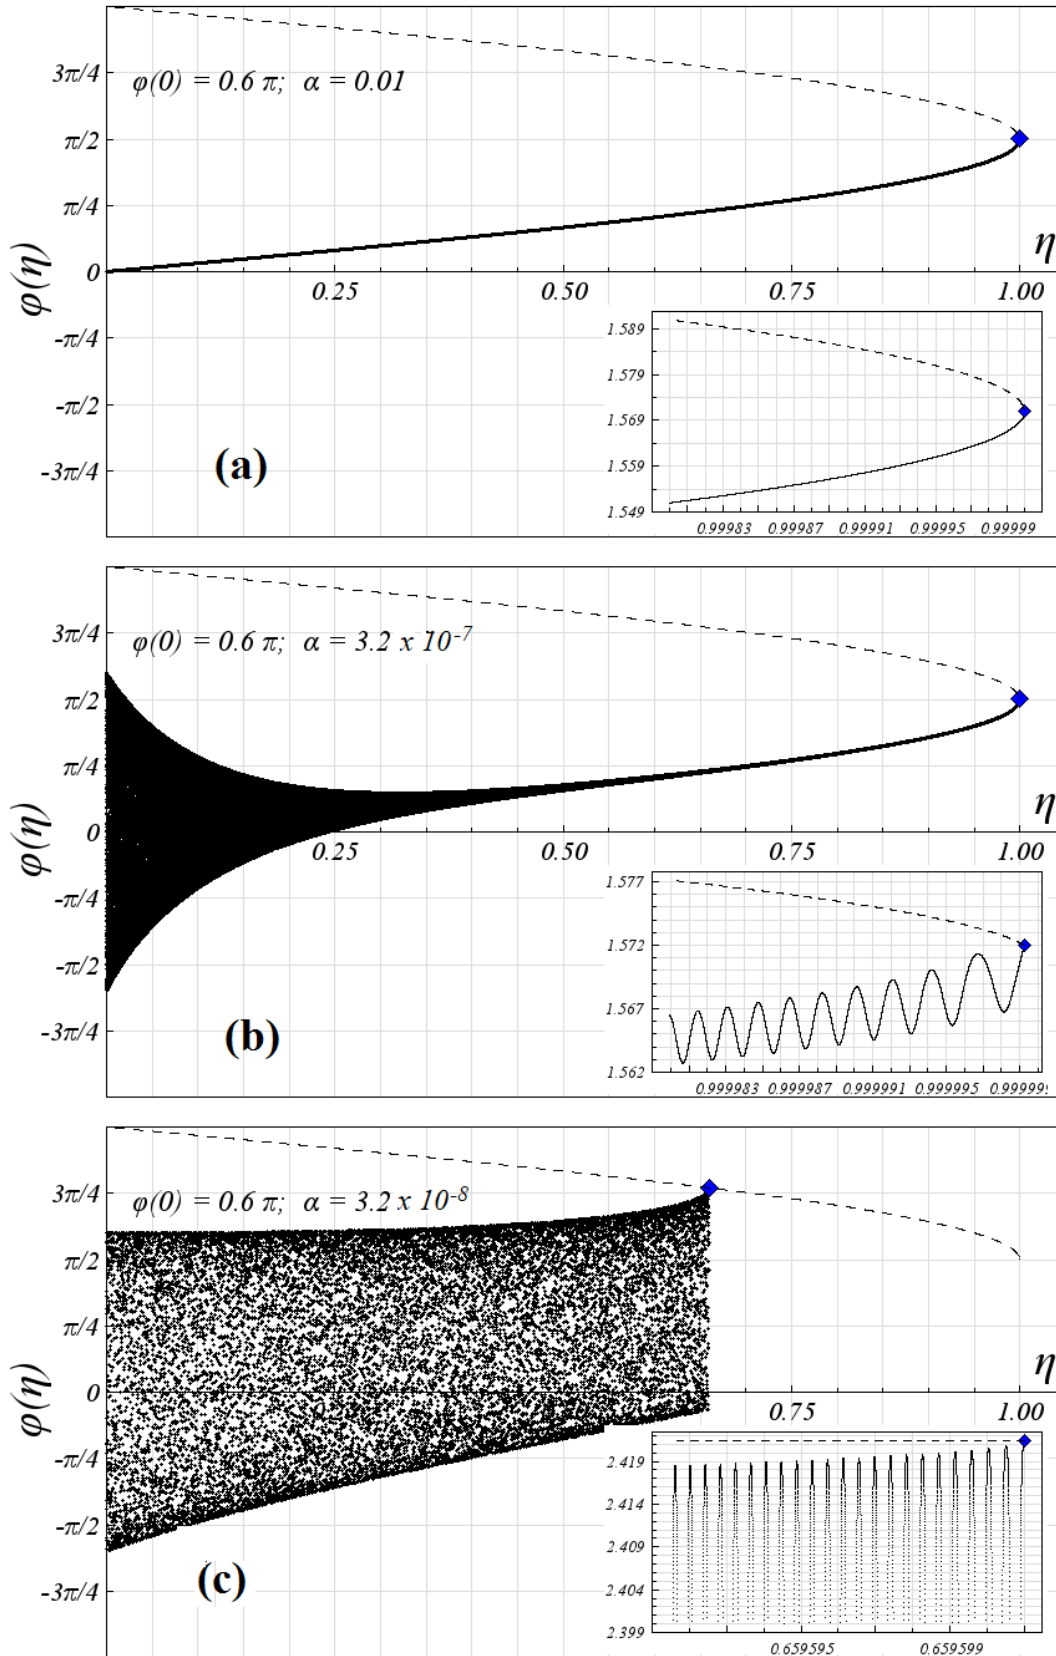 3π/4
φ(0) = 0.6 π; α = 0.01
π/2
π/4
φ(η)
0
η
0.25 0.50 0.75 1.00
-π/4
-π/2
-3π/4
(a)
1.589
1.579
1.569
1.559
1.549
0.99983 0.99987 0.99991 0.99995 0.99999
3π/4
φ(0) = 0.6 π; α = 3.2 x 10⁻⁷
π/2
π/4
φ(η)
0
η
0.25 0.50 0.75 1.00
-π/4
-π/2
-3π/4
(b)
1.577
1.572
1.567
1.562
0.999983 0.999987 0.999991 0.999995
3π/4
φ(0) = 0.6 π; α = 3.2 x 10⁻⁸
π/2
π/4
φ(η)
0
η
0.75 1.00
-π/4
-π/2
-3π/4
(c)
2.419
2.414
2.409
2.404
2.399
0.659595 0.659599